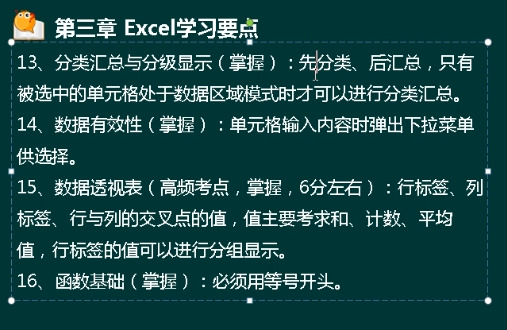 第三章 Excel学习要点
13、分类汇总与分级显示（掌握）：先分类、后汇总，只有
被选中的单元格处于数据区域模式时才可以进行分类汇总。
14、数据有效性（掌握）：单元格输入内容时弹出下拉菜单
供选择。
15、数据透视表（高频考点，掌握，6分左右）：行标签、列
标签、行与列的交叉点的值，值主要考求和、计数、平均
值，行标签的值可以进行分组显示。
16、函数基础（掌握）：必须用等号开头。